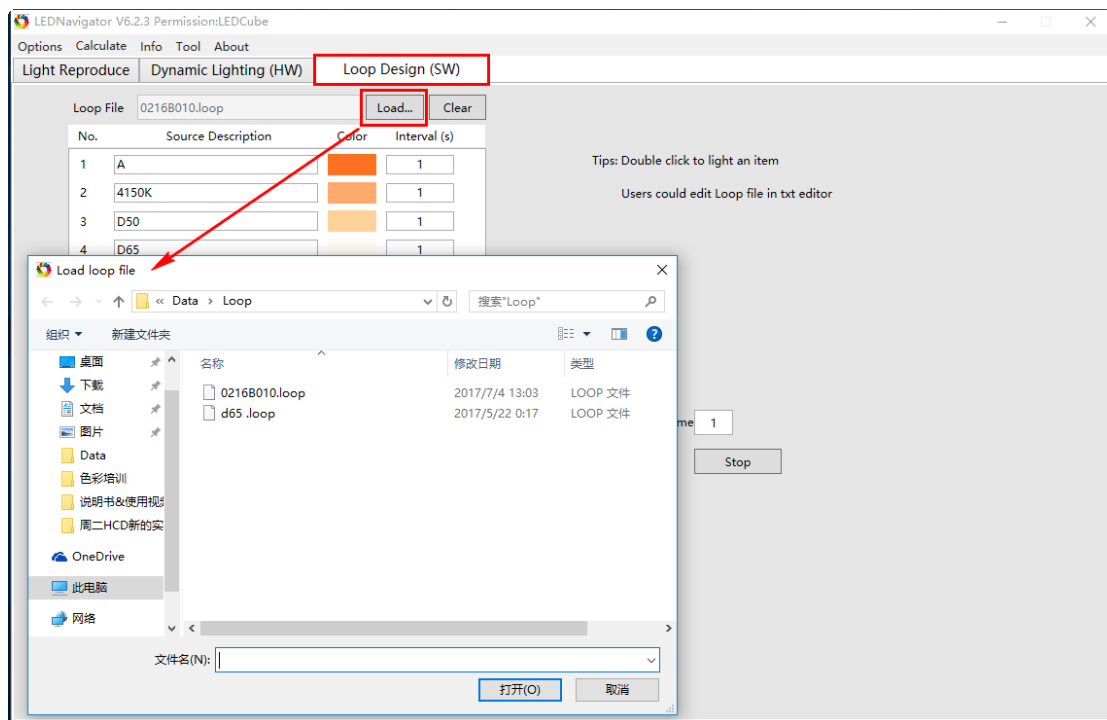 LEDNavigator V6.2.3 Permission:LEDCube
Options Calculate Info Tool About
Light Reproduce Dynamic Lighting (HW) Loop Design (SW)
Loop File 0216B010.loop Load... Clear
No. Source Description Color Interval (s)
1 A 1
2 4150K 1
3 D50 1
4 D65 1
Tips: Double click to light an item
Users could edit Loop file in txt editor
me 1
Stop
Load loop file
« Data › Loop 搜索"Loop"
组织 新建文件夹
名称 修改日期 类型
0216B010.loop 2017/7/4 13:03 LOOP 文件
d65 .loop 2017/5/22 0:17 LOOP 文件
桌面
下载
文档
图片
Data
色彩培训
说明书&使用视
周二HCD新的实
OneDrive
此电脑
网络
文件名(N):
打开(O) 取消